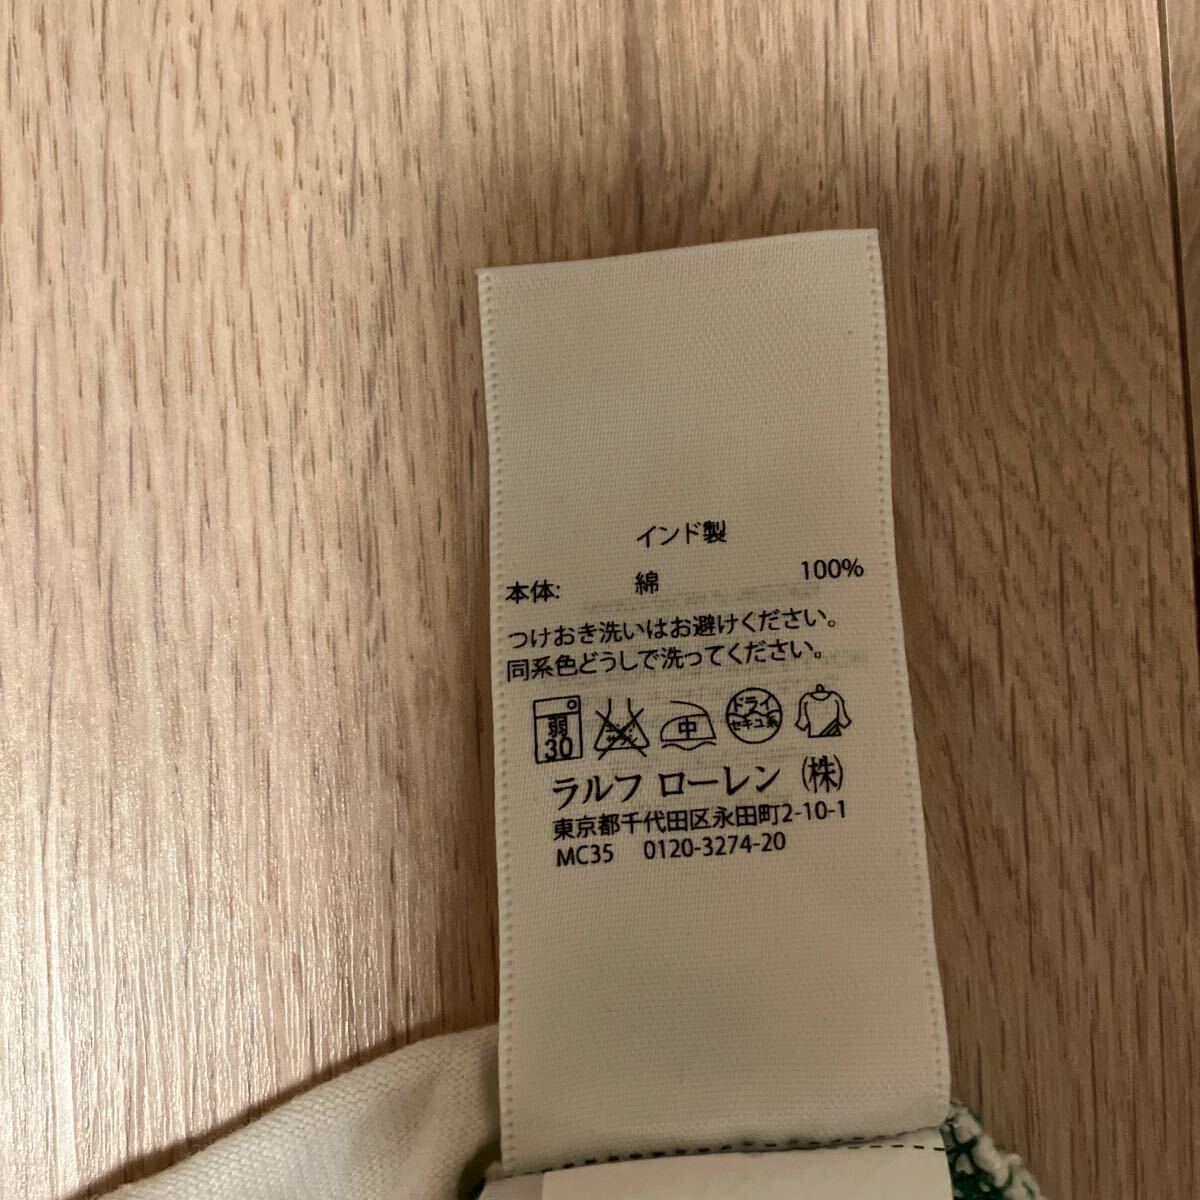 インド製
本体: 綿 100%
つけおき洗いはお避けください。
同系色どうしで洗ってください。
弱 30 中 ドライ セキユ系
ラルフ ローレン (株)
東京都千代田区永田町2-10-1
MC35 0120-3274-20